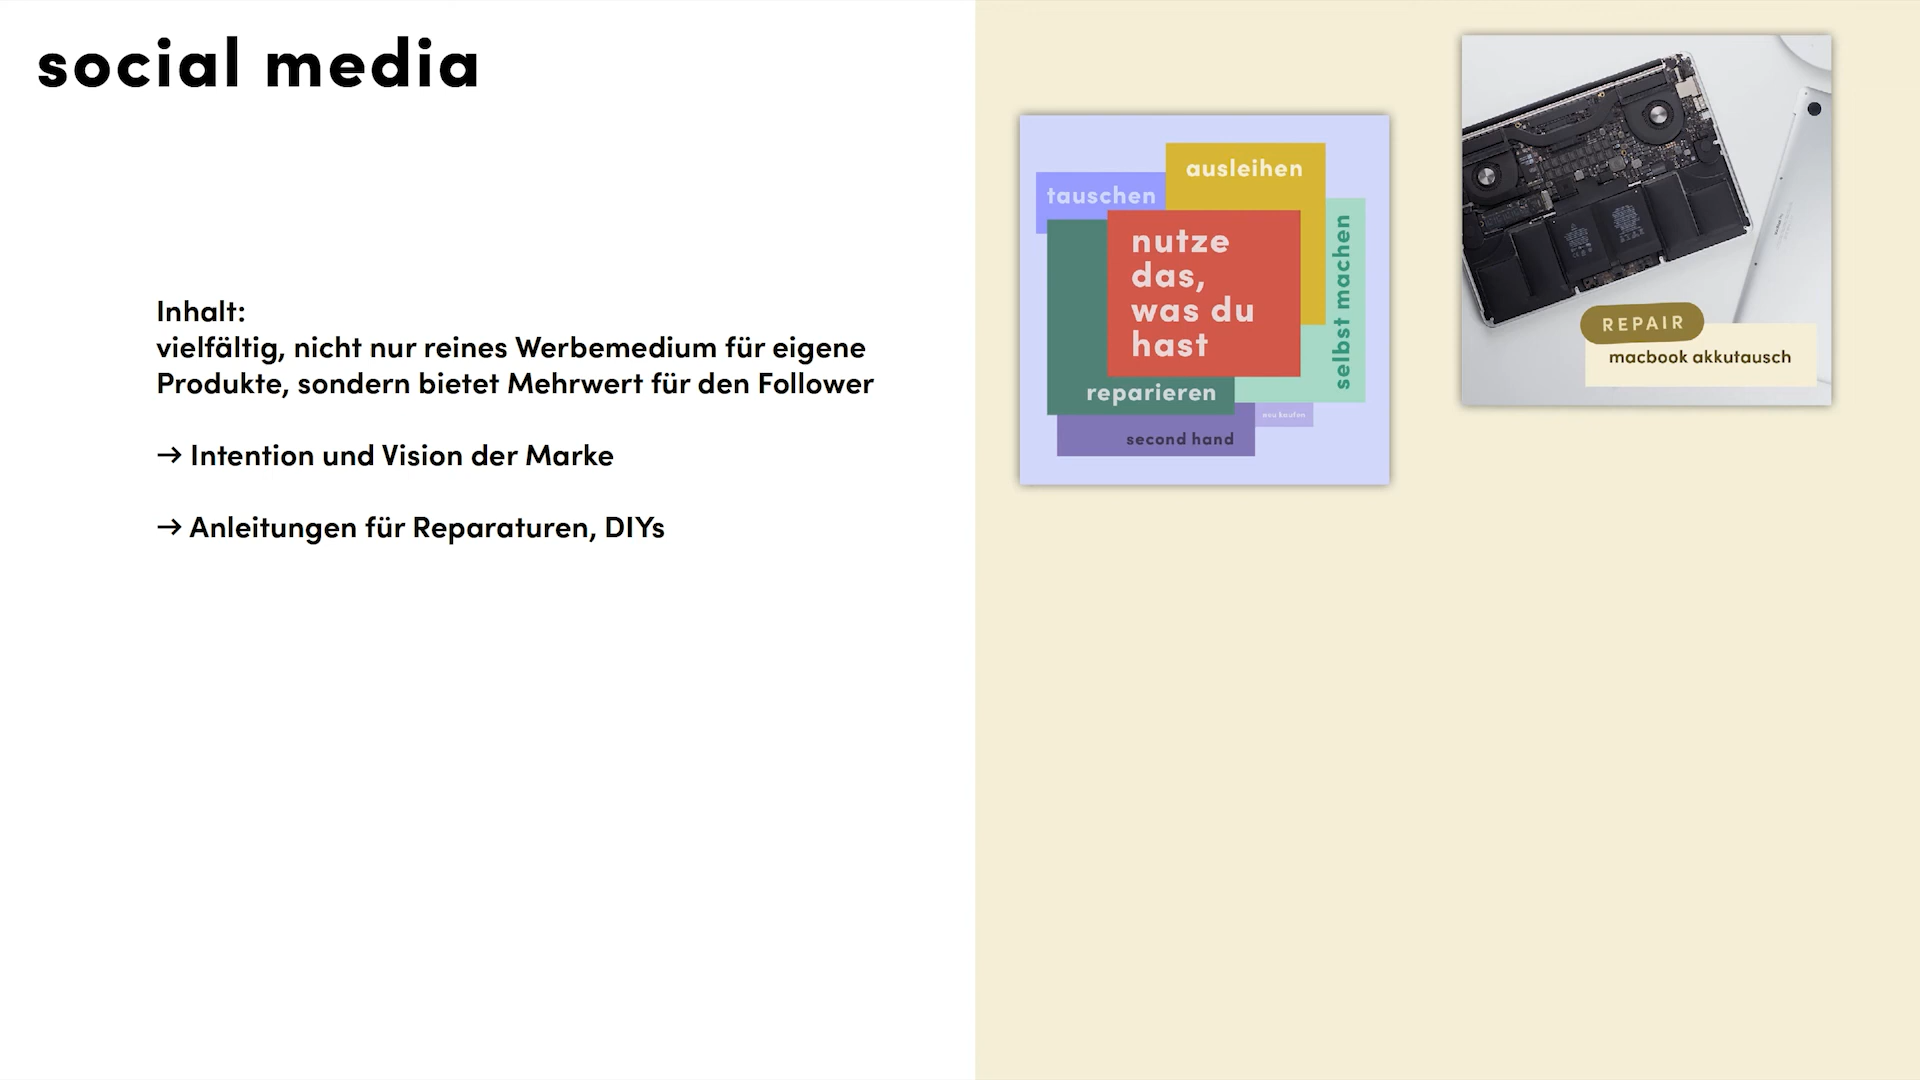 social media
Inhalt:
vielfältig, nicht nur reines Werbemedium für eigene
Produkte, sondern bietet Mehrwert für den Follower
→ Intention und Vision der Marke
→ Anleitungen für Reparaturen, DIYs
ausleihen
tauschen
nutze
das,
was du
hast
selbst machen
reparieren
neu kaufen
second hand
REPAIR
macbook akkutausch